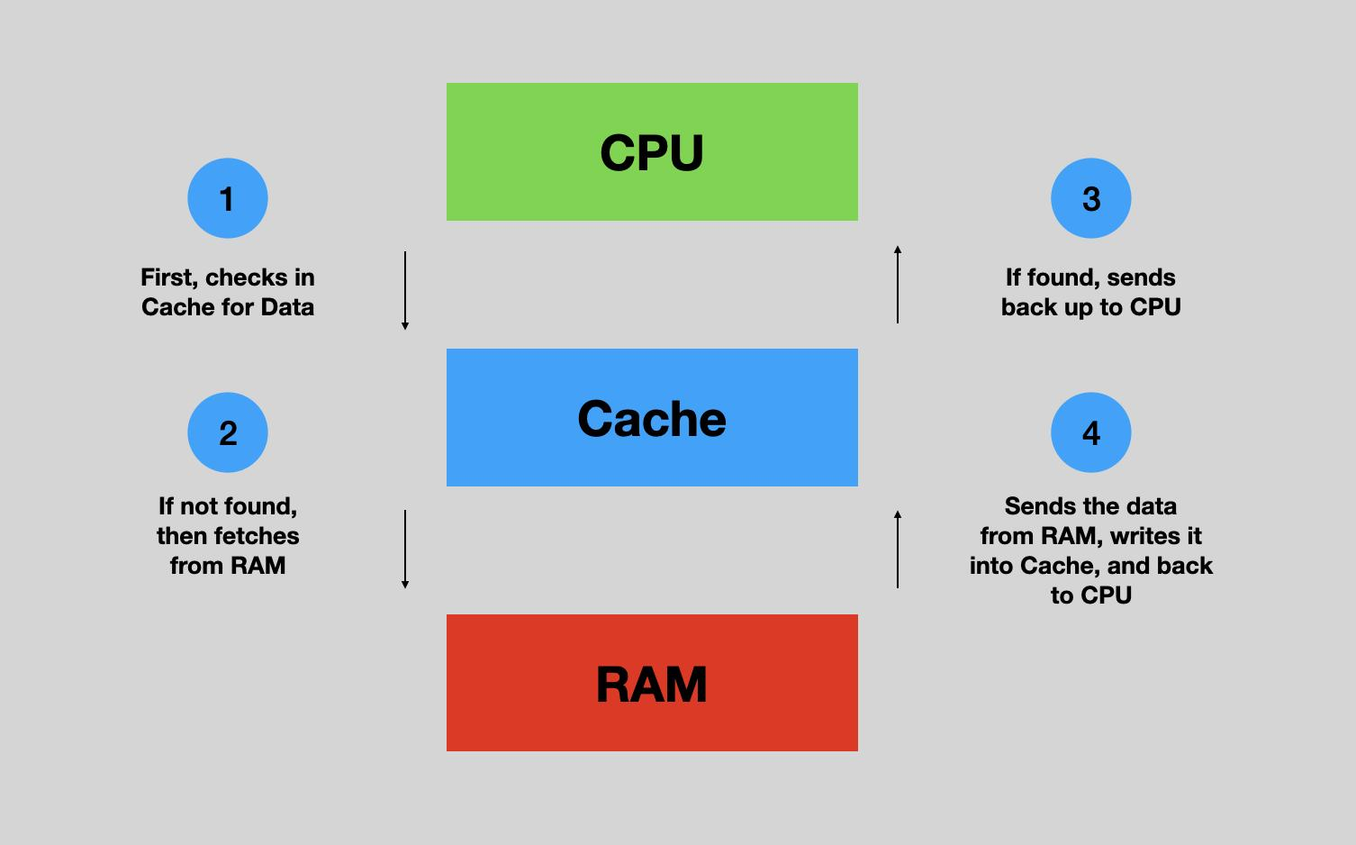 CPU
1
First, checks in
Cache for Data
3
If found, sends
back up to CPU
Cache
2
If not found,
then fetches
from RAM
4
Sends the data
from RAM, writes it
into Cache, and back
to CPU
RAM